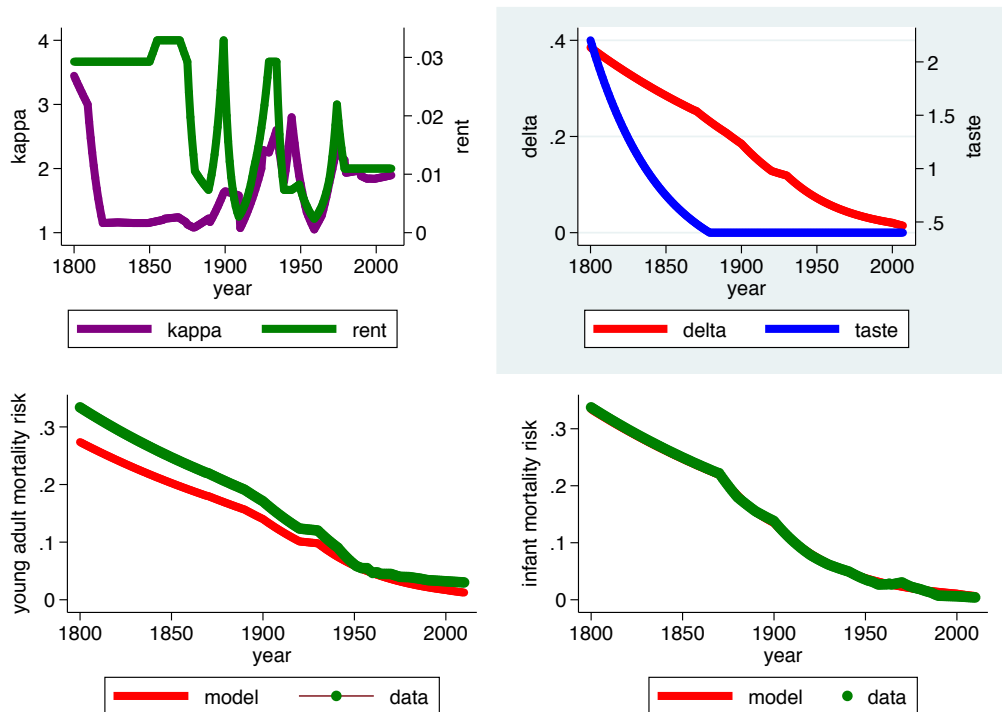 4
3
2
1
kappa
.03
.02
.01
0
rent
1800 1850 1900 1950 2000
year
kappa rent
.4
.2
0
delta
2
1.5
1
.5
taste
1800 1850 1900 1950 2000
year
delta taste
.3
.2
.1
0
young adult mortality risk
1800 1850 1900 1950 2000
year
model data
.3
.2
.1
0
infant mortality risk
1800 1850 1900 1950 2000
year
model data